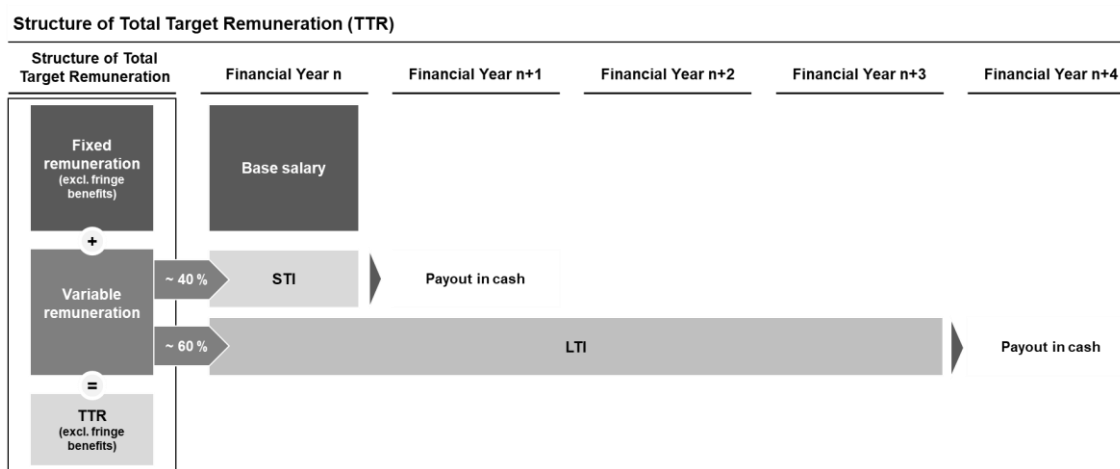 Structure of Total Target Remuneration (TTR)
Structure of Total
Target Remuneration
Financial Year n
Financial Year n+1
Financial Year n+2
Financial Year n+3
Financial Year n+4
Fixed
remuneration
(excl. fringe
benefits)
Base salary
+
Variable
remuneration
~ 40 %
STI
Payout in cash
~ 60 %
LTI
Payout in cash
=
TTR
(excl. fringe
benefits)